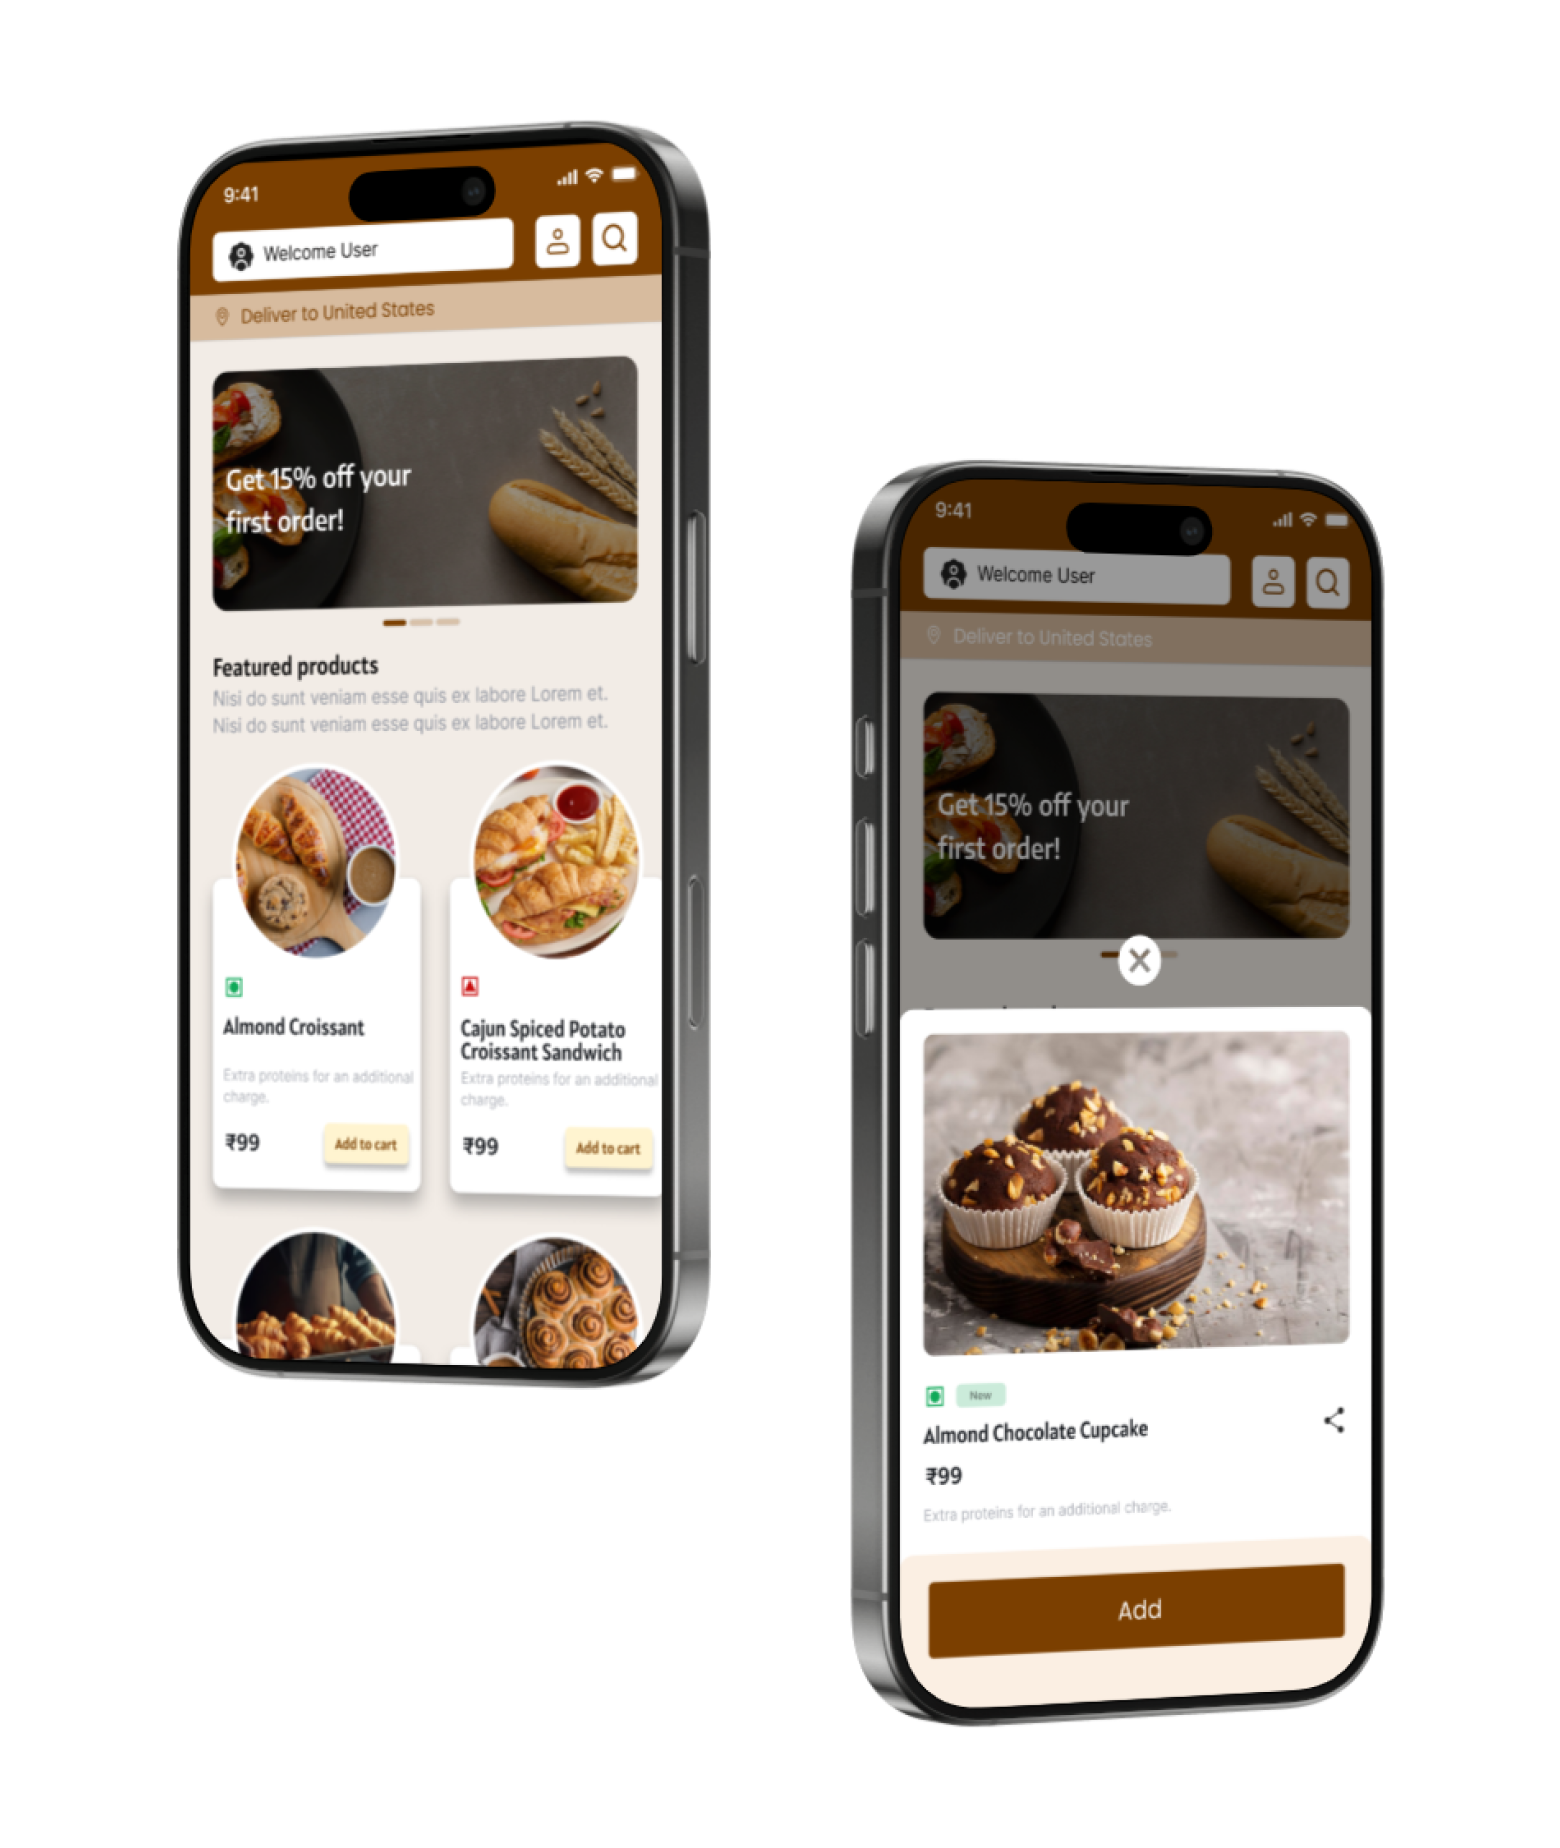 9:41
Welcome User
Deliver to United States
Get 15% off your
first order!
Featured products
Nisi do sunt veniam esse quis ex labore Lorem et.
Nisi do sunt veniam esse quis ex labore Lorem et.
Almond Croissant
Extra proteins for an additional
charge.
₹99
Add to cart
Cajun Spiced Potato
Croissant Sandwich
Extra proteins for an additional
charge.
₹99
Add to cart
9:41
Welcome User
Deliver to United States
Get 15% off your
first order!
New
Almond Chocolate Cupcake
₹99
Extra proteins for an additional charge.
Add